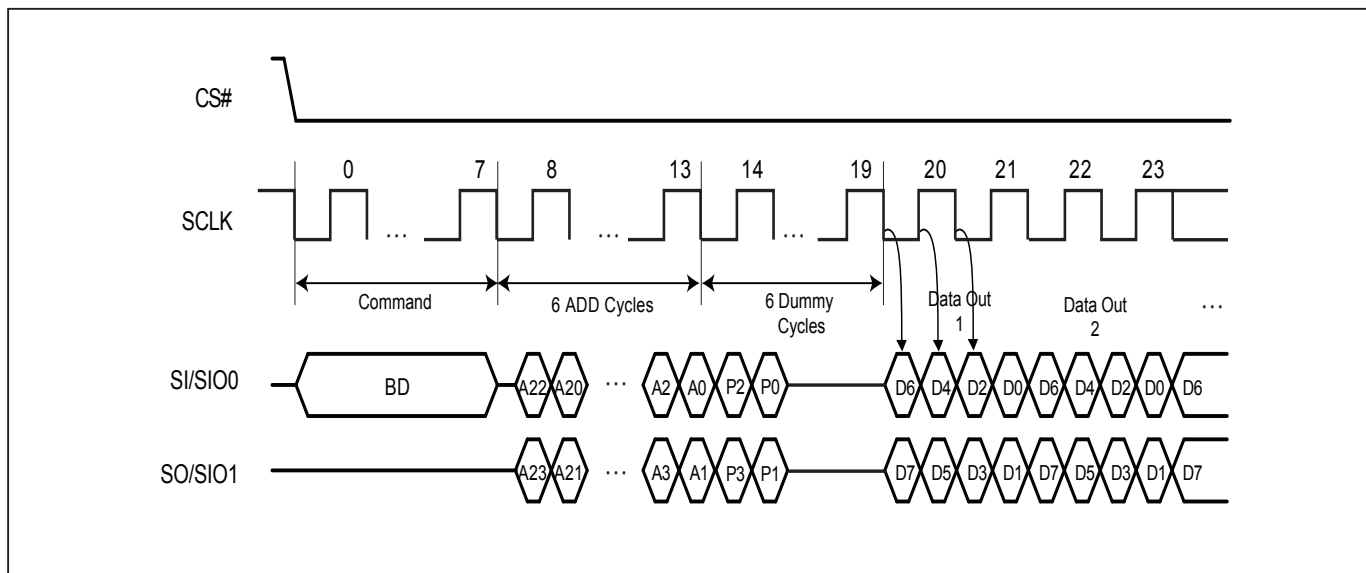 CS#
0 7 8 13 14 19 20 21 22 23
SCLK
... ... ...
Command
6 ADD Cycles
6 Dummy
Cycles
Data Out
1
Data Out
2
...
SI/SIO0
BD A22 A20 ... A2 A0 P2 P0 D6 D4 D2 D0 D6 D4 D2 D0 D6
SO/SIO1
A23 A21 ... A3 A1 P3 P1 D7 D5 D3 D1 D7 D5 D3 D1 D7